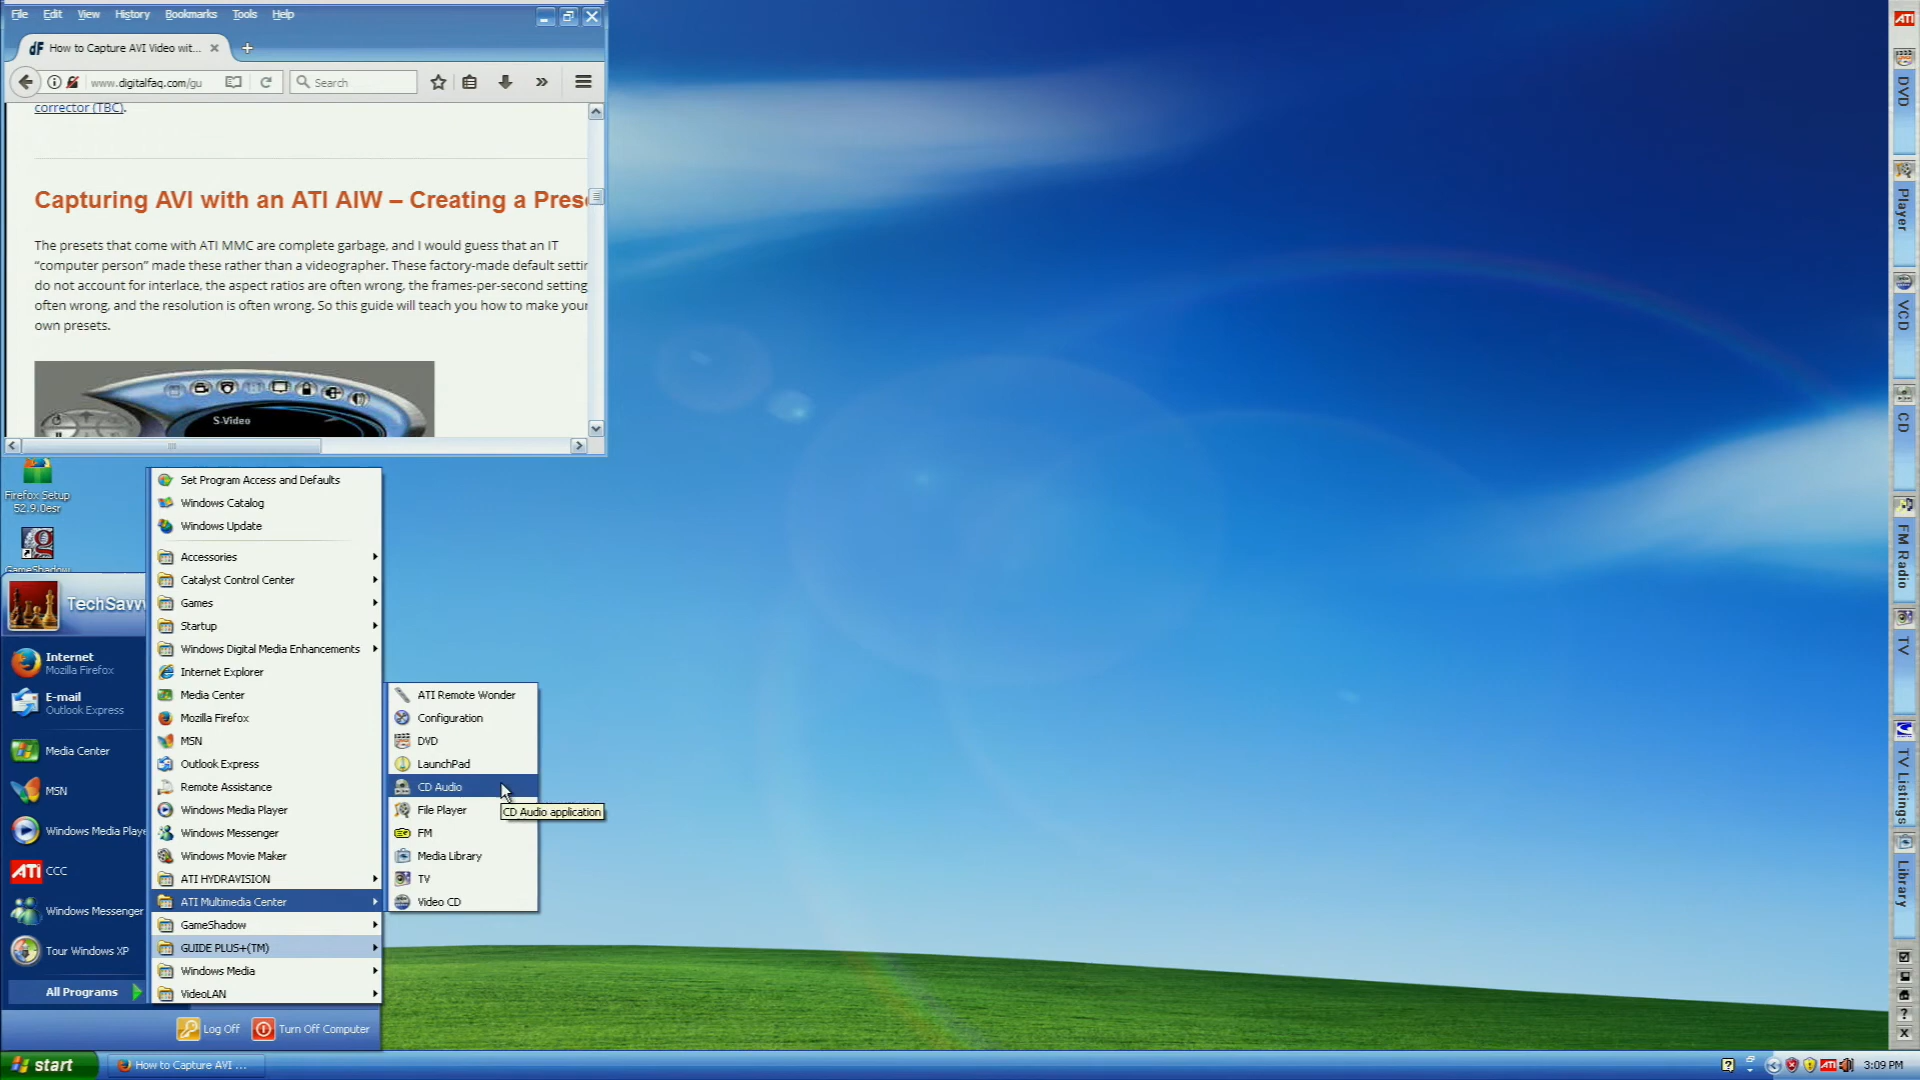 File Edit View History Bookmarks Tools Help
dF How to Capture AVI Video wit...
www.digitalfaq.com/gu
Search
corrector (TBC).
Capturing AVI with an ATI AIW – Creating a Prese
The presets that come with ATI MMC are complete garbage, and I would guess that an IT
“computer person” made these rather than a videographer. These factory-made default settin
do not account for interlace, the aspect ratios are often wrong, the frames-per-second setting
often wrong, and the resolution is often wrong. So this guide will teach you how to make your
own presets.
S-Video
Firefox Setup
52.9.0esr
GameShadow
TechSavvy
Internet
Mozilla Firefox
E-mail
Outlook Express
Media Center
MSN
Windows Media Playe
ATI CCC
Windows Messenger
Tour Windows XP
All Programs
Set Program Access and Defaults
Windows Catalog
Windows Update
Accessories
Catalyst Control Center
Games
Startup
Windows Digital Media Enhancements
Internet Explorer
Media Center
Mozilla Firefox
MSN
Outlook Express
Remote Assistance
Windows Media Player
Windows Messenger
Windows Movie Maker
ATI HYDRAVISION
ATI Multimedia Center
GameShadow
GUIDE PLUS+(TM)
Windows Media
VideoLAN
ATI Remote Wonder
Configuration
DVD
LaunchPad
CD Audio
File Player
FM
Media Library
TV
Video CD
CD Audio application
Log Off
Turn Off Computer
start
How to Capture AVI ...
ATI
3:09 PM
ATI
DVD
Player
VCD
CD
FM Radio
TV
TV Listings
Library